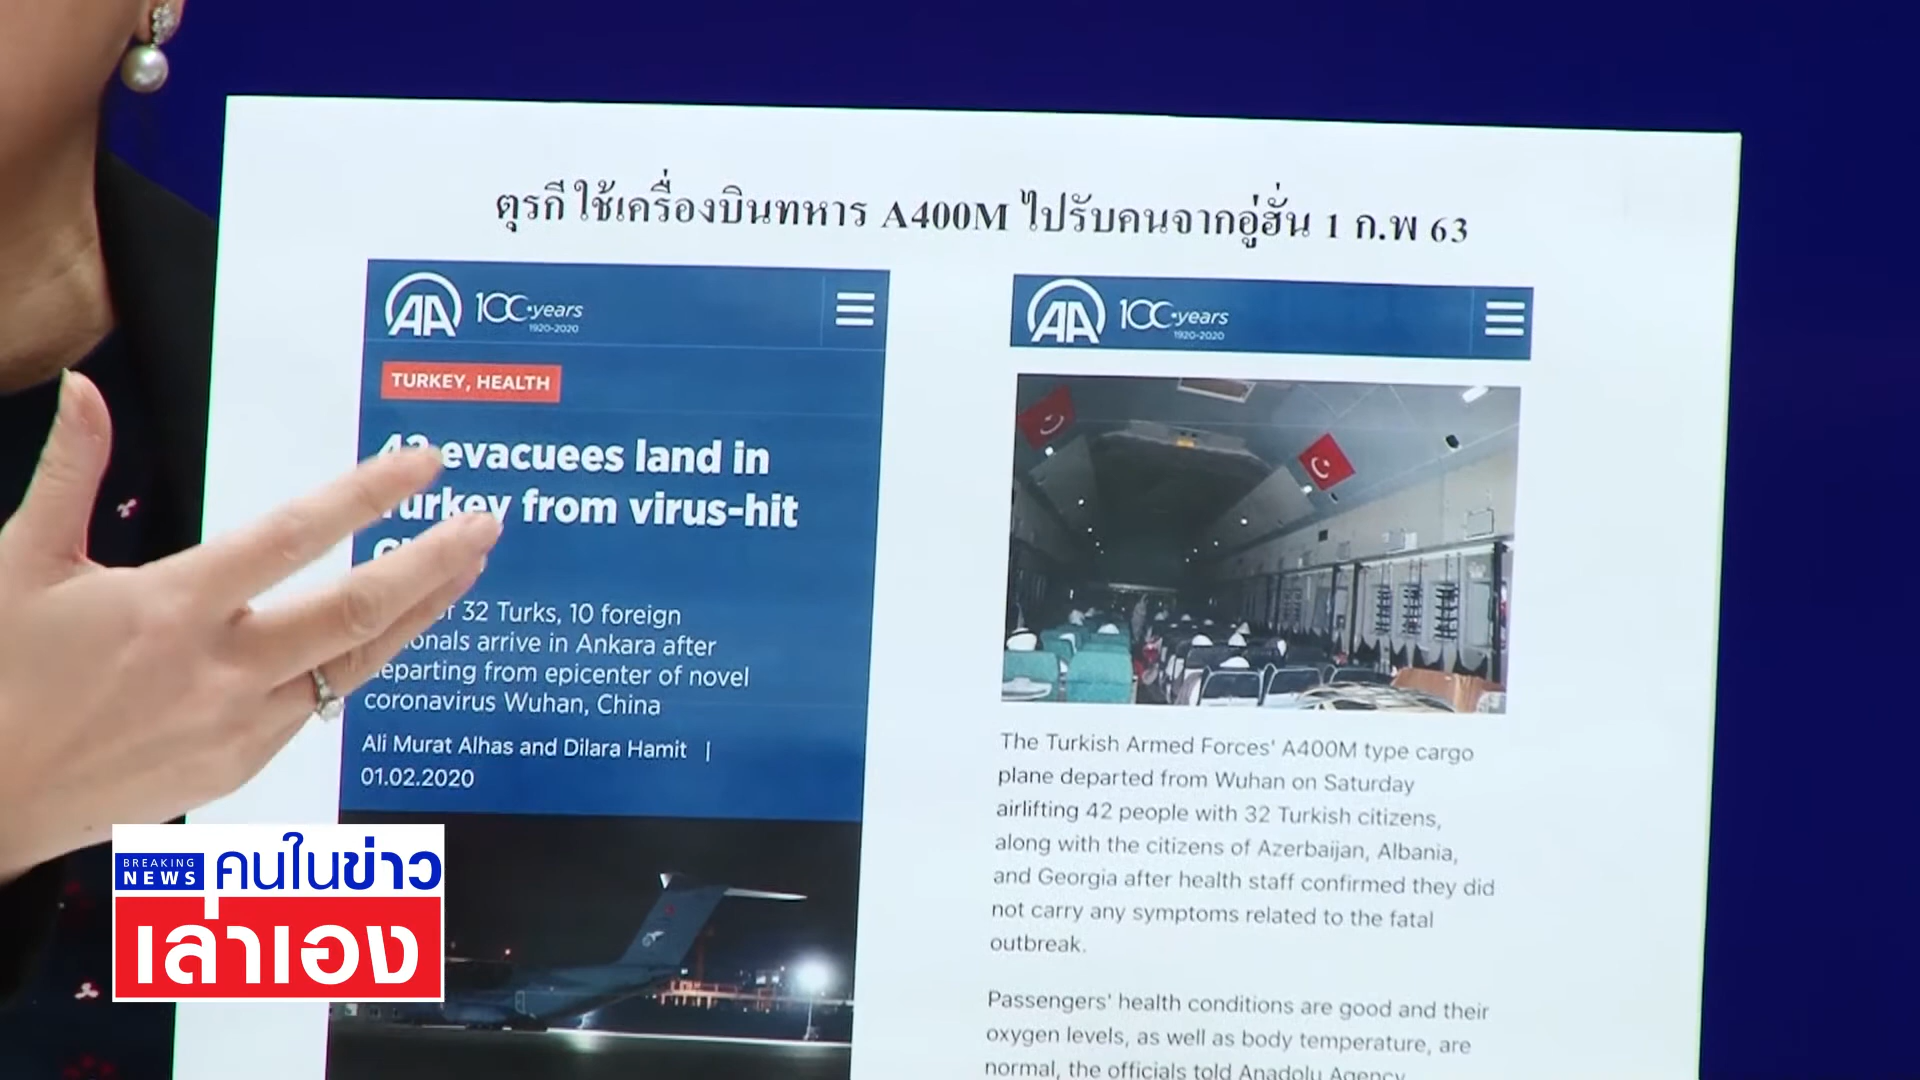 ตุรกี ใช้เครื่องบินทหาร A400M ไปรับคนจากอู่ฮั่น 1 ก.พ 63
AA 100 years
1920-2020
TURKEY, HEALTH
42 evacuees land in
Turkey from virus-hit
32 Turks, 10 foreign
arrive in Ankara after
departing from epicenter of novel
coronavirus Wuhan, China
Ali Murat Alhas and Dilara Hamit |
01.02.2020
AA 100 years
1920-2020
The Turkish Armed Forces' A400M type cargo
plane departed from Wuhan on Saturday
airlifting 42 people with 32 Turkish citizens,
along with the citizens of Azerbaijan, Albania,
and Georgia after health staff confirmed they did
not carry any symptoms related to the fatal
outbreak.
Passengers' health conditions are good and their
oxygen levels, as well as body temperature, are
normal, the officials told Anadolu Agency.
BREAKING
NEWS
คนในข่าว
เล่าเอง